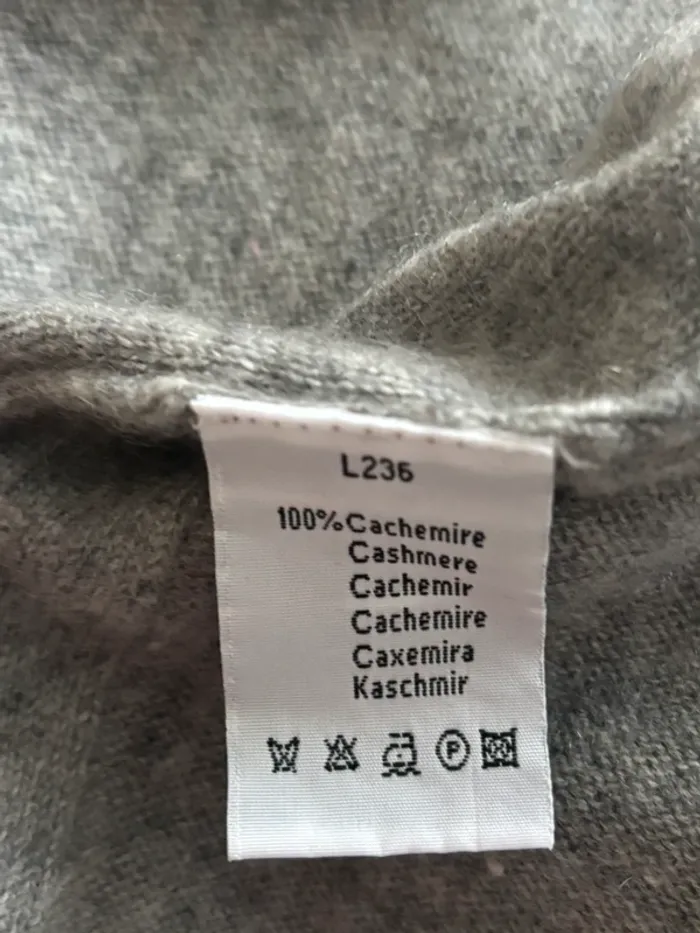 L236
100%Cachemire
Cashmere
Cachemir
Cachemire
Caxemira
Kaschmir
P